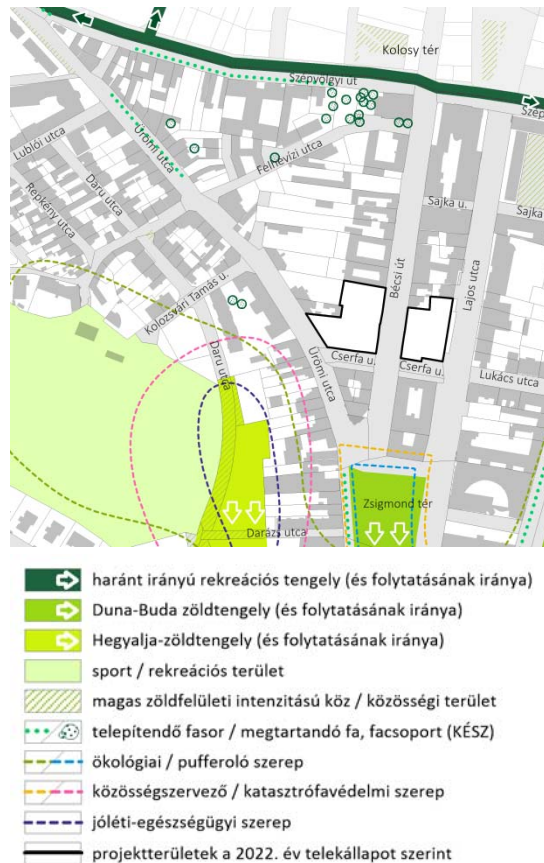 Kolosy tér
Szépvölgyi út
Szép
Ürömi utca
Lublói utca
Felhévízi utca
Daru utca
Repkény utca
Sajka u.
Sajka
Bécsi út
Lajos utca
Kolozsvári Tamás u.
Daru utca
Ürömi utca
Cserfa u.
Cserfa u.
Lukács utca
Zsigmond tér
Darázs utca
haránt irányú rekreációs tengely (és folytatásának iránya)
Duna-Buda zöldtengely (és folytatásának iránya)
Hegyalja-zöldtengely (és folytatásának iránya)
sport / rekreációs terület
magas zöldfelületi intenzitású köz / közösségi terület
telepítendő fasor / megtartandó fa, facsoport (KÉSZ)
ökológiai / pufferoló szerep
közösségszervező / katasztrófavédelmi szerep
jóléti-egészségügyi szerep
projektterületek a 2022. év telekállapot szerint